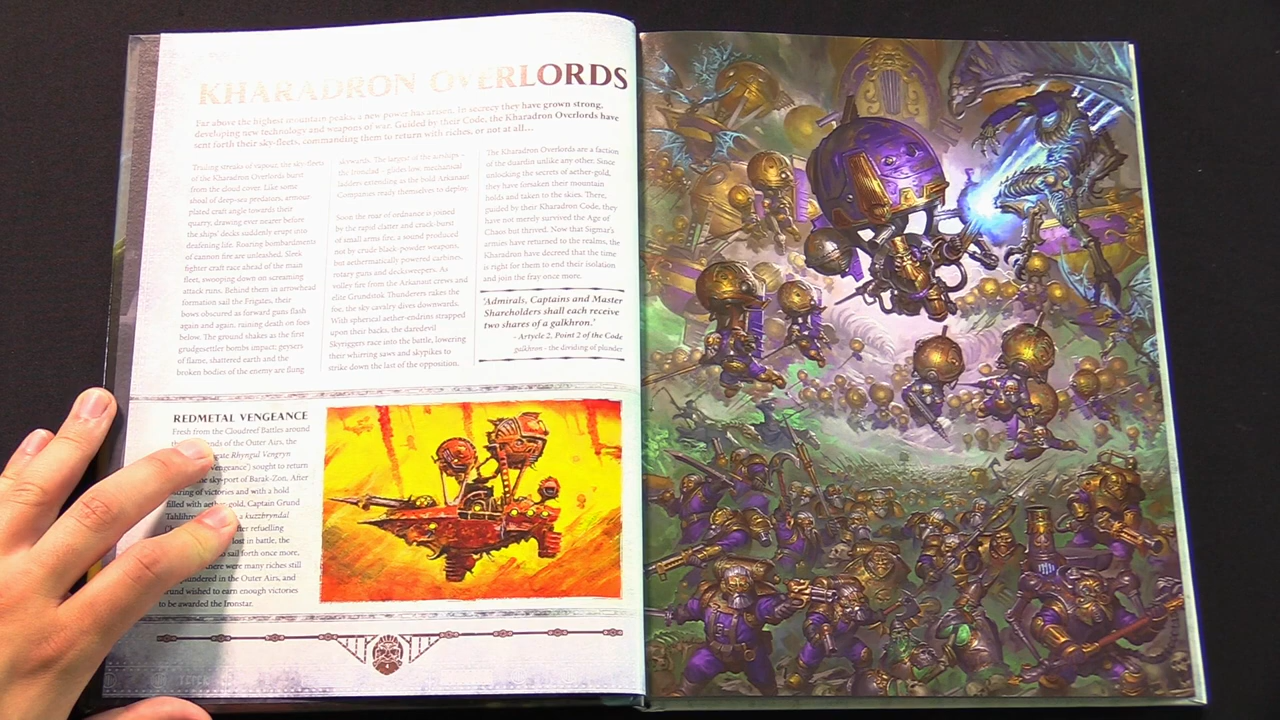 KHARADRON OVERLORDS
Far above the highest mountain peaks, a new power has arisen. In secrecy they have grown strong,
developing new technology and weapons of war. Guided by their Code, the Kharadron Overlords have
sent forth their sky-fleets, commanding them to return with riches, or not at all...
Trailing streaks of vapour, the sky-fleets
of the Kharadron Overlords burst
from the cloud cover. Like some
shoal of deep-sea predators, armour-
plated craft angle towards their
quarry, drawing ever nearer before
the ships' decks suddenly erupt into
deafening life. Roaring bombardments
of cannon fire are unleashed. Sleek
fighter craft race ahead of the main
fleet, swooping down on screaming
attack runs. Behind them in arrowhead
formation sail the Frigates, their
bows obscured as forward guns flash
again and again, raining death on foes
below. The ground shakes as the first
grudgesettler bombs impact; geysers
of flame, shattered earth and the
broken bodies of the enemy are flung
skywards. The largest of the airships –
the Ironclad – glides low, mechanical
ladders extending as the bold Arkanaut
Companies ready themselves to deploy.
Soon the roar of ordnance is joined
by the rapid clatter and crack-burst
of small arms fire, a sound produced
not by crude black-powder weapons,
but aethermatically powered carbines,
rotary guns and decksweepers. As
volley fire from the Arkanaut crews and
elite Grundstok Thunderers rakes the
foe, the sky cavalry dives downwards.
With spherical aether-endrins strapped
upon their backs, the daredevil
Skyriggers race into the battle, lowering
their whirring saws and skypikes to
strike down the last of the opposition.
The Kharadron Overlords are a faction
of the duardin unlike any other. Since
unlocking the secrets of aether-gold,
they have forsaken their mountain
holds and taken to the skies. There,
guided by their Kharadron Code, they
have not merely survived the Age of
Chaos but thrived. Now that Sigmar's
armies have returned to the realms, the
Kharadron have decreed that the time
is right for them to end their isolation
and join the fray once more.
'Admirals, Captains and Master
Shareholders shall each receive
two shares of a galkhron.'
- Artycle 2, Point 2 of the Code
galkhron - the dividing of plunder
REDMETAL VENGEANCE
Fresh from the Cloudreef Battles around
ends of the Outer Airs, the
Rhyngul Vengryn
Vengeance') sought to return
sky-port of Barak-Zon. After
of victories and with a hold
filled with aether-gold, Captain Grund
a kuzzbryndal
after refuelling
lost in battle, the
to sail forth once more.
there were many riches still
plundered in the Outer Airs, and
Grund wished to earn enough victories
to be awarded the Ironstar.
4